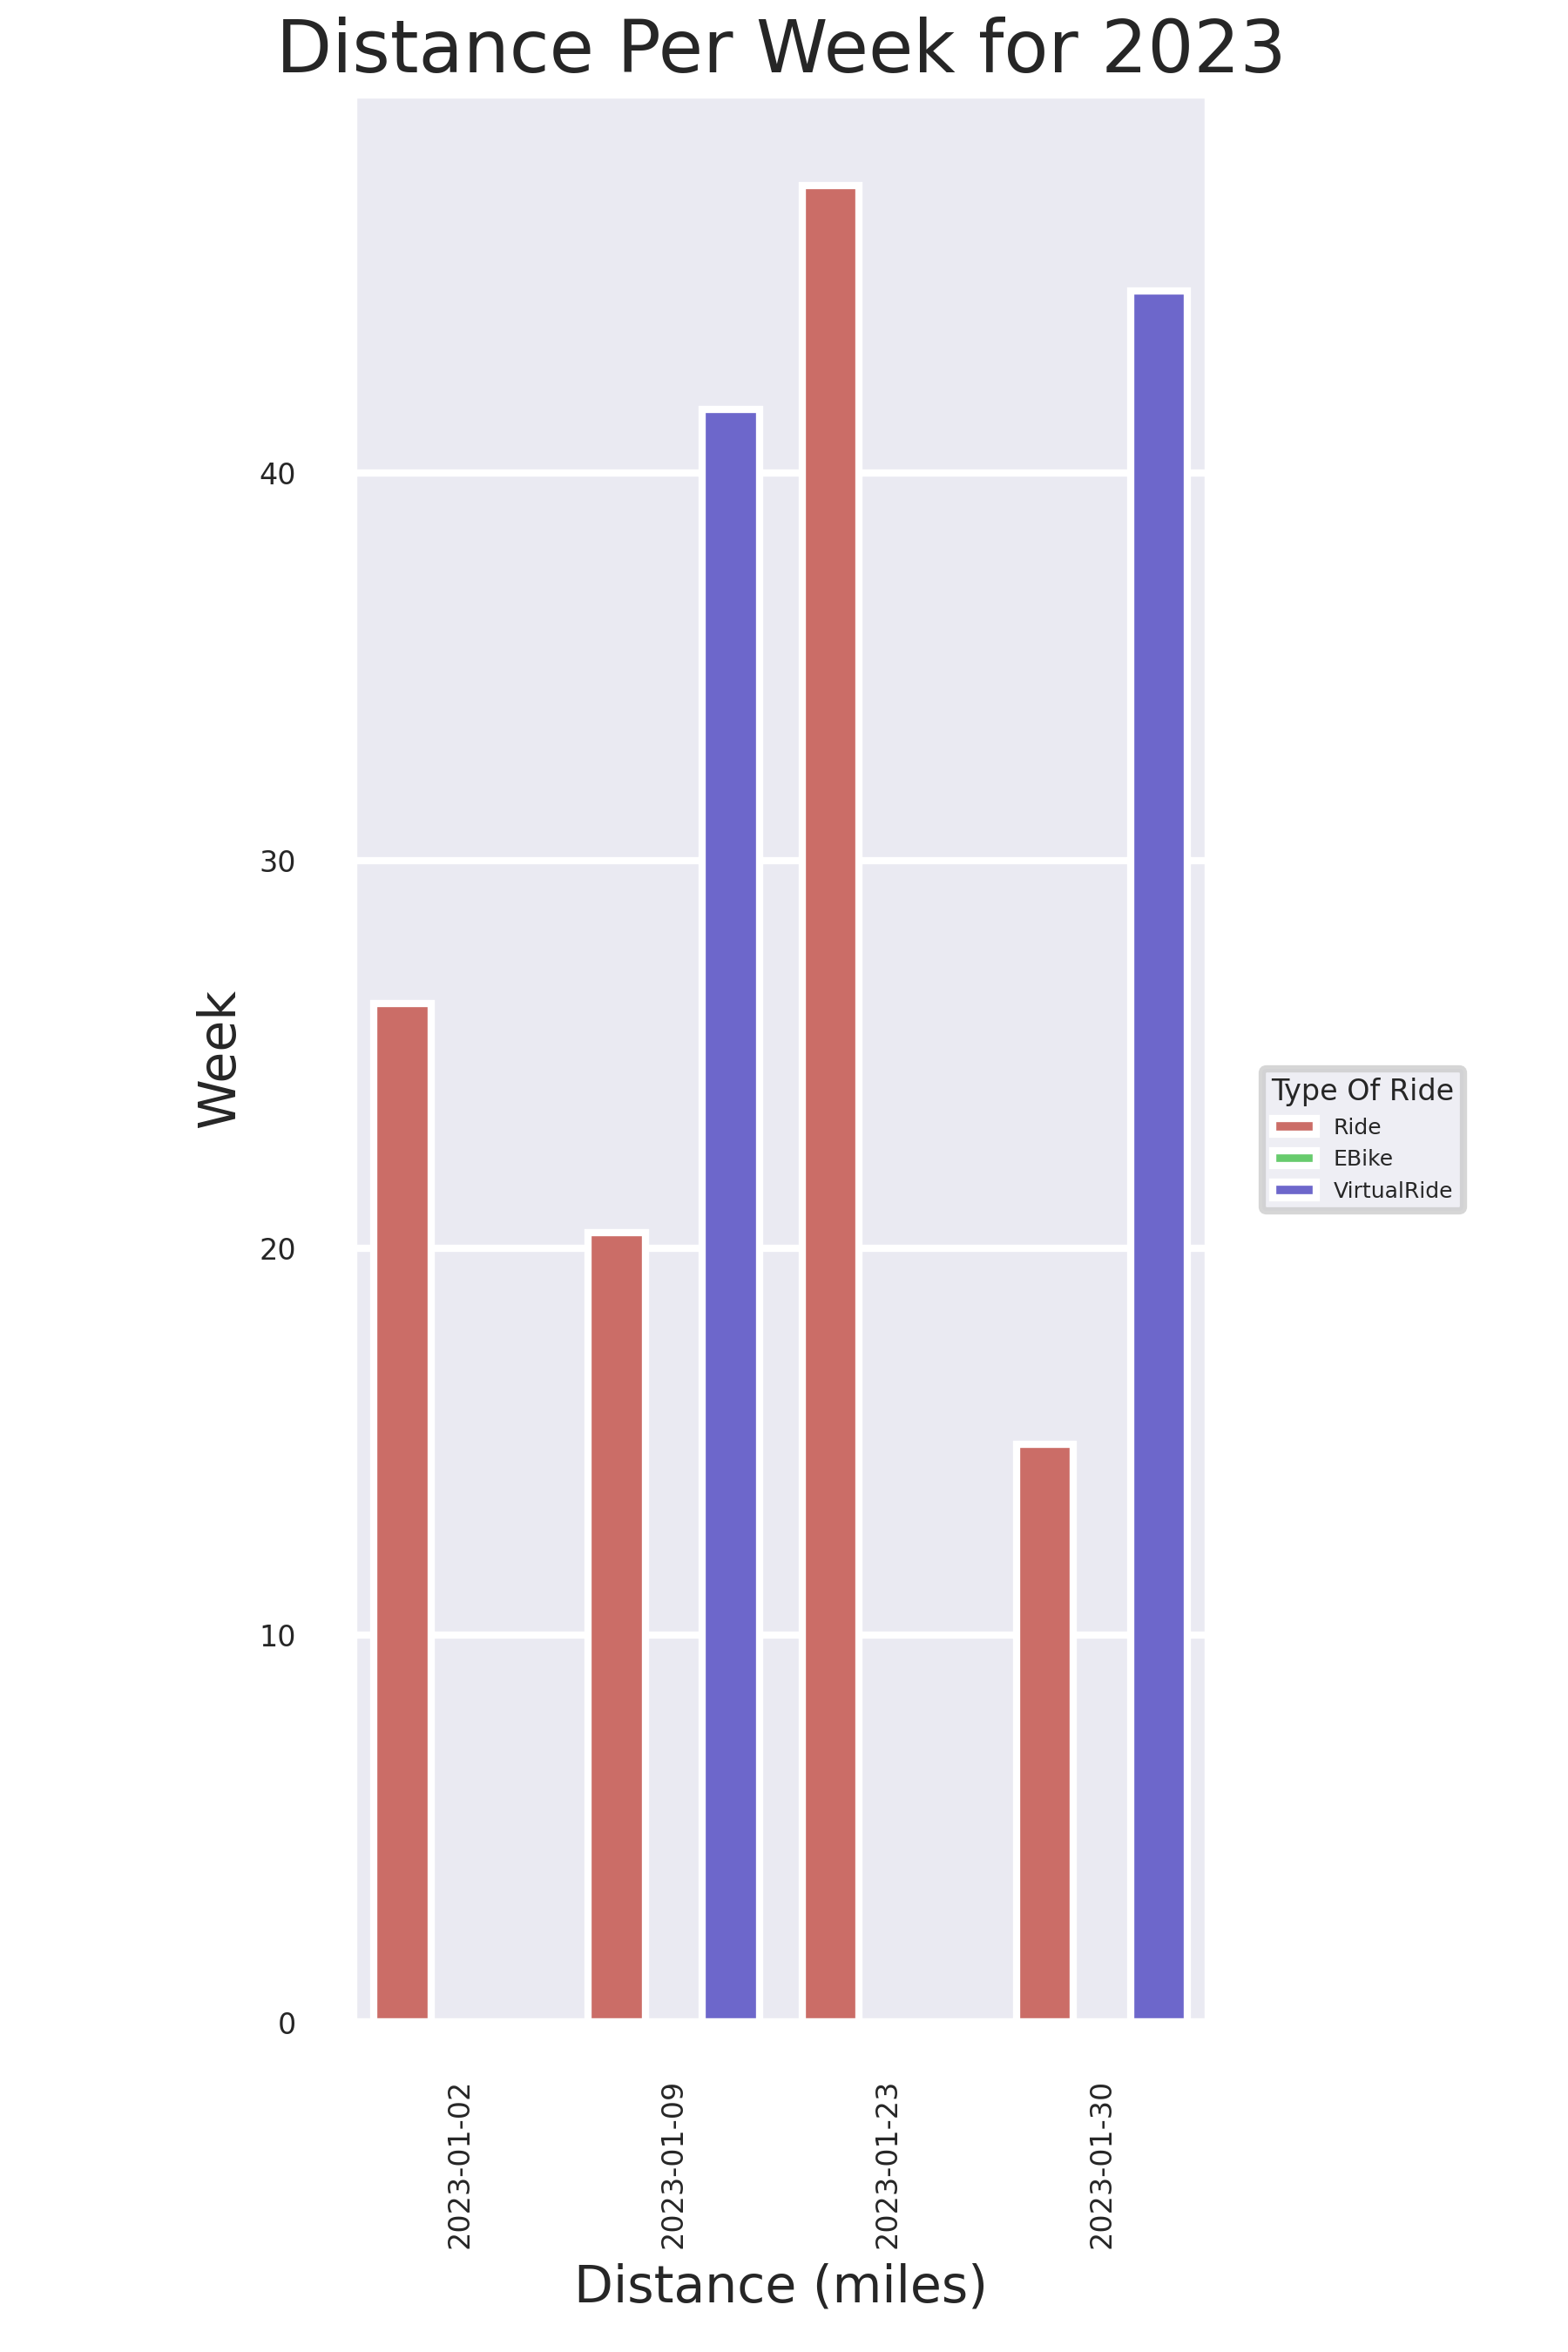 Distance Per Week for 2023
40
30
20
10
0
Week
Type Of Ride
Ride
EBike
VirtualRide
2023-01-02
2023-01-09
2023-01-23
2023-01-30
Distance (miles)